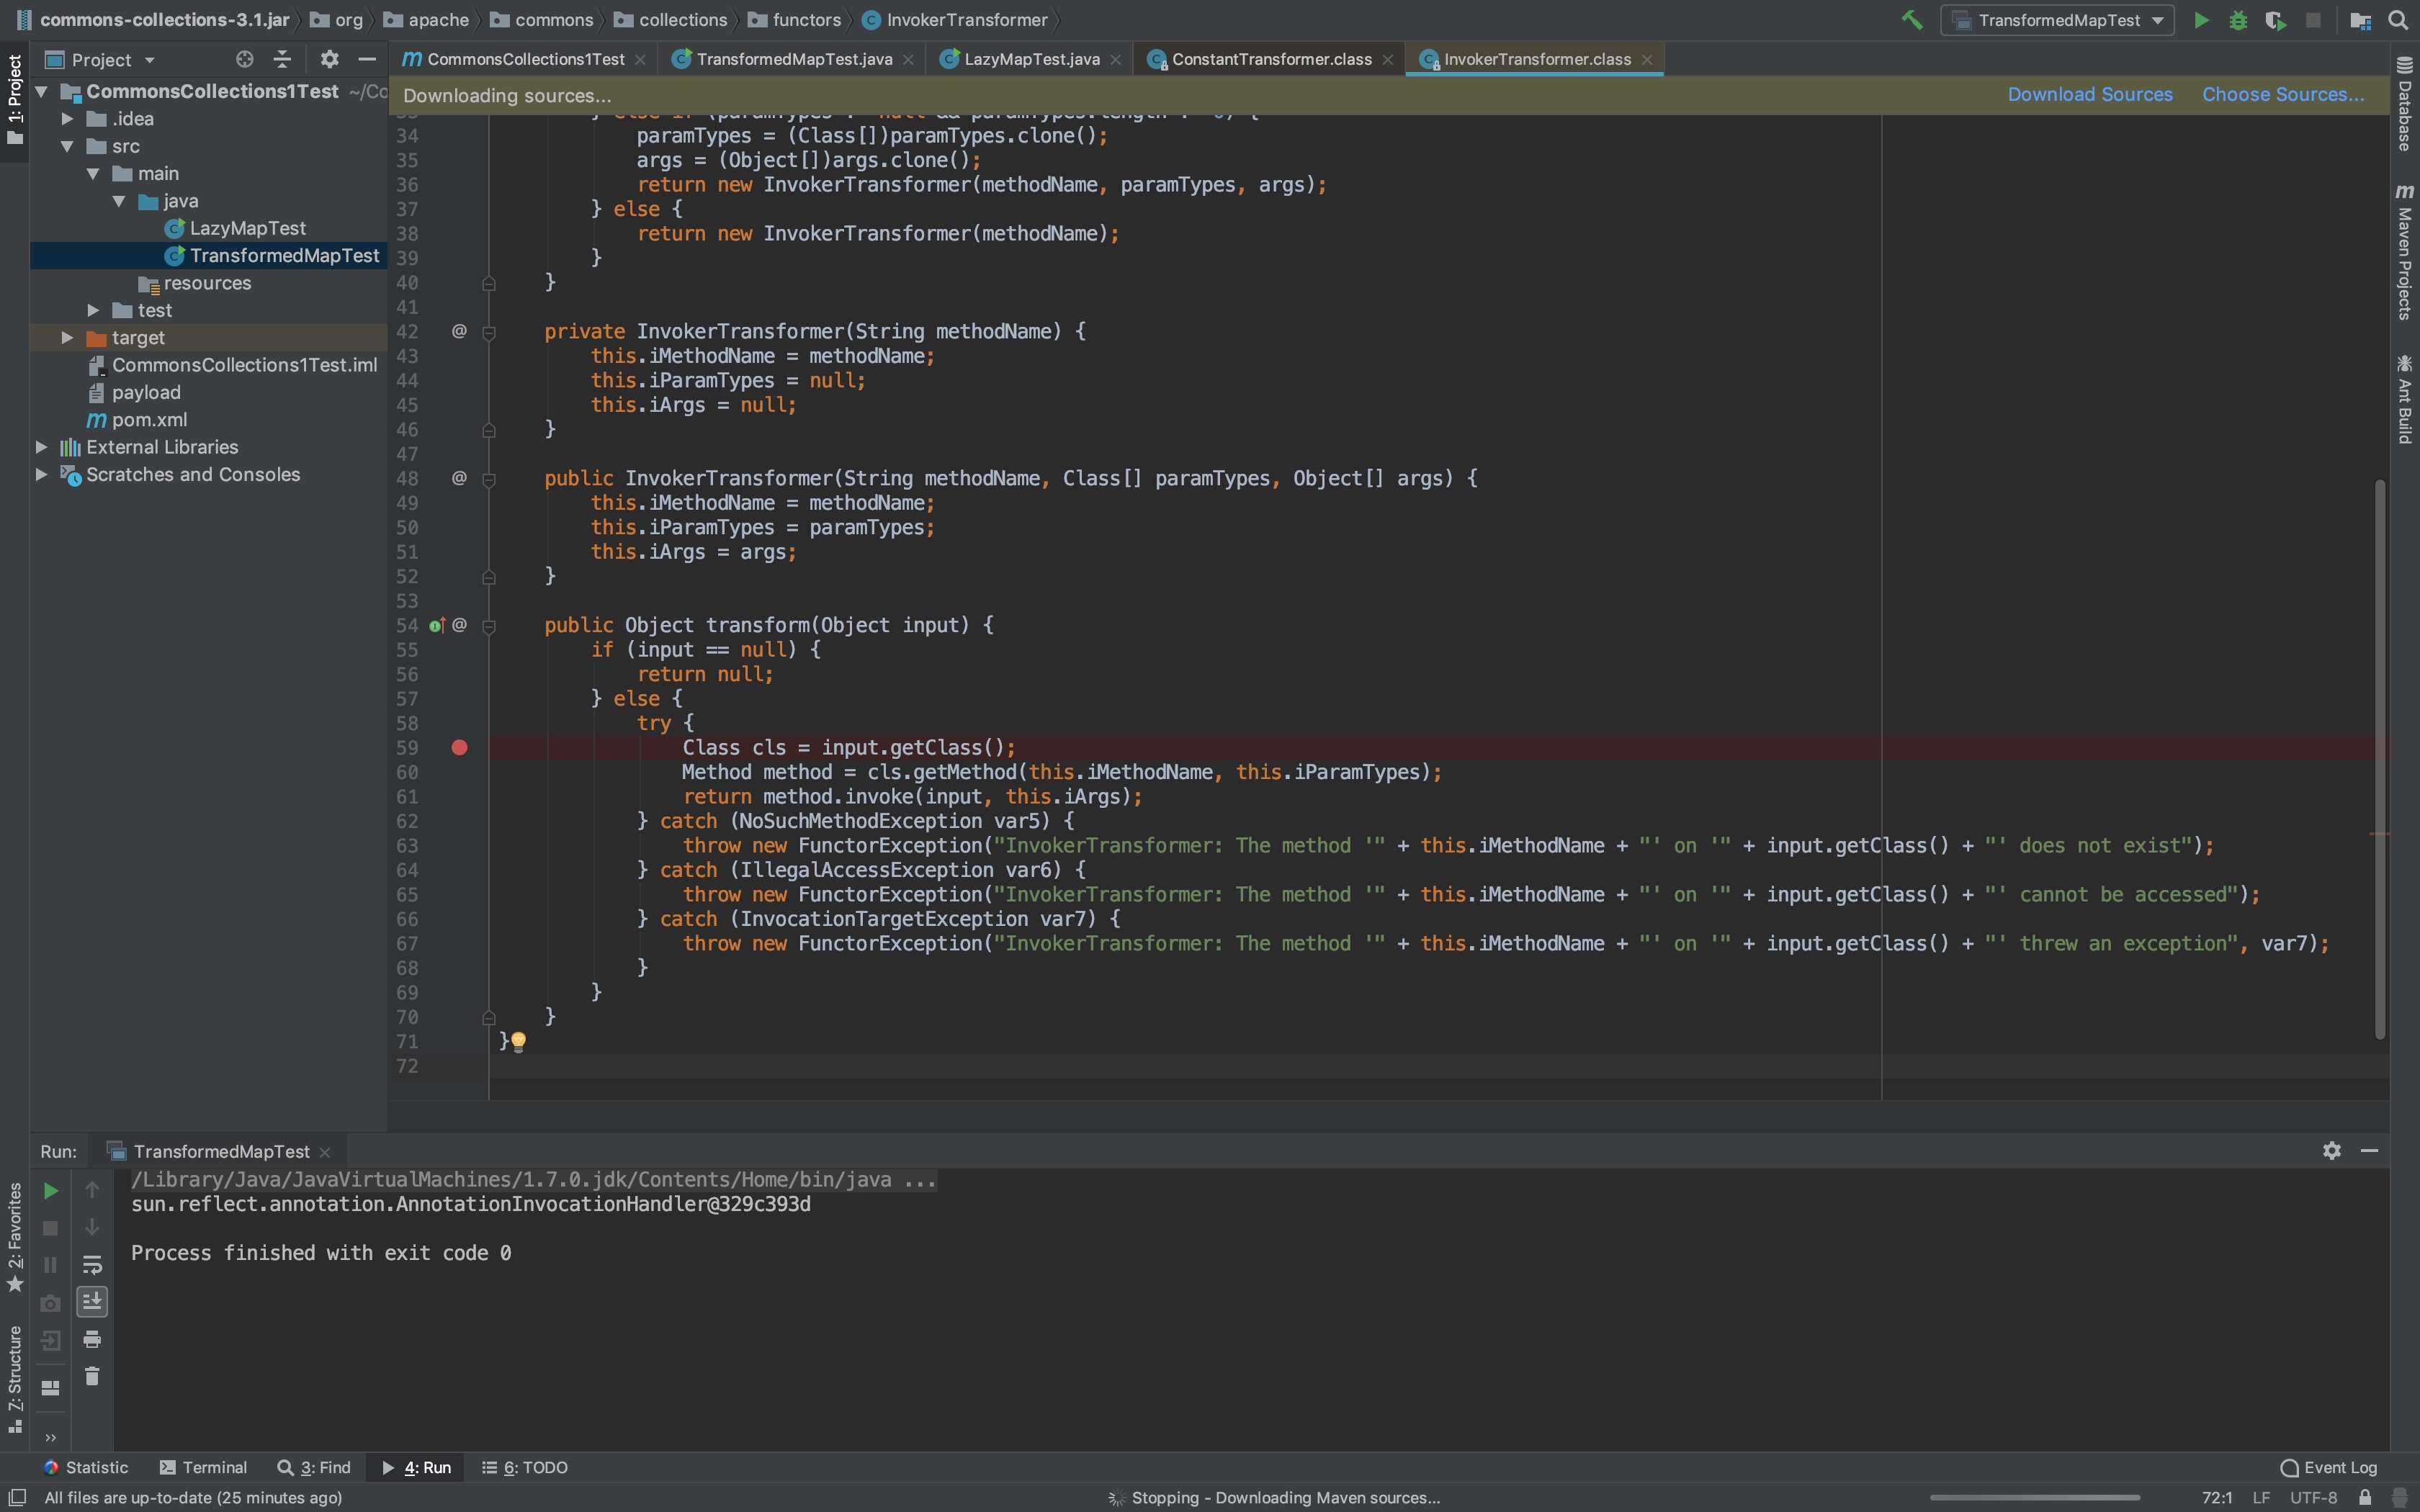 commons-collections-3.1.jar org apache commons collections functors InvokerTransformer
TransformedMapTest
1: Project
Project
CommonsCollections1Test ~/Co
.idea
src
main
java
LazyMapTest
TransformedMapTest
resources
test
target
CommonsCollections1Test.iml
payload
pom.xml
External Libraries
Scratches and Consoles
CommonsCollections1Test TransformedMapTest.java LazyMapTest.java ConstantTransformer.class InvokerTransformer.class
Downloading sources... Download Sources Choose Sources...
34 paramTypes = (Class[])paramTypes.clone();
35 args = (Object[])args.clone();
36 return new InvokerTransformer(methodName, paramTypes, args);
37 } else {
38 return new InvokerTransformer(methodName);
39 }
40 }
41
42 @ private InvokerTransformer(String methodName) {
43 this.iMethodName = methodName;
44 this.iParamTypes = null;
45 this.iArgs = null;
46 }
47
48 @ public InvokerTransformer(String methodName, Class[] paramTypes, Object[] args) {
49 this.iMethodName = methodName;
50 this.iParamTypes = paramTypes;
51 this.iArgs = args;
52 }
53
54 @ public Object transform(Object input) {
55 if (input == null) {
56 return null;
57 } else {
58 try {
59 Class cls = input.getClass();
60 Method method = cls.getMethod(this.iMethodName, this.iParamTypes);
61 return method.invoke(input, this.iArgs);
62 } catch (NoSuchMethodException var5) {
63 throw new FunctorException("InvokerTransformer: The method '" + this.iMethodName + "' on '" + input.getClass() + "' does not exist");
64 } catch (IllegalAccessException var6) {
65 throw new FunctorException("InvokerTransformer: The method '" + this.iMethodName + "' on '" + input.getClass() + "' cannot be accessed");
66 } catch (InvocationTargetException var7) {
67 throw new FunctorException("InvokerTransformer: The method '" + this.iMethodName + "' on '" + input.getClass() + "' threw an exception", var7);
68 }
69 }
70 }
71 }
72
Database
Maven Projects
Ant Build
Run: TransformedMapTest
/Library/Java/JavaVirtualMachines/1.7.0.jdk/Contents/Home/bin/java ...
sun.reflect.annotation.AnnotationInvocationHandler@329c393d
Process finished with exit code 0
2: Favorites
7: Structure
Statistic Terminal 3: Find 4: Run 6: TODO Event Log
All files are up-to-date (25 minutes ago) Stopping - Downloading Maven sources... 72:1 LF UTF-8